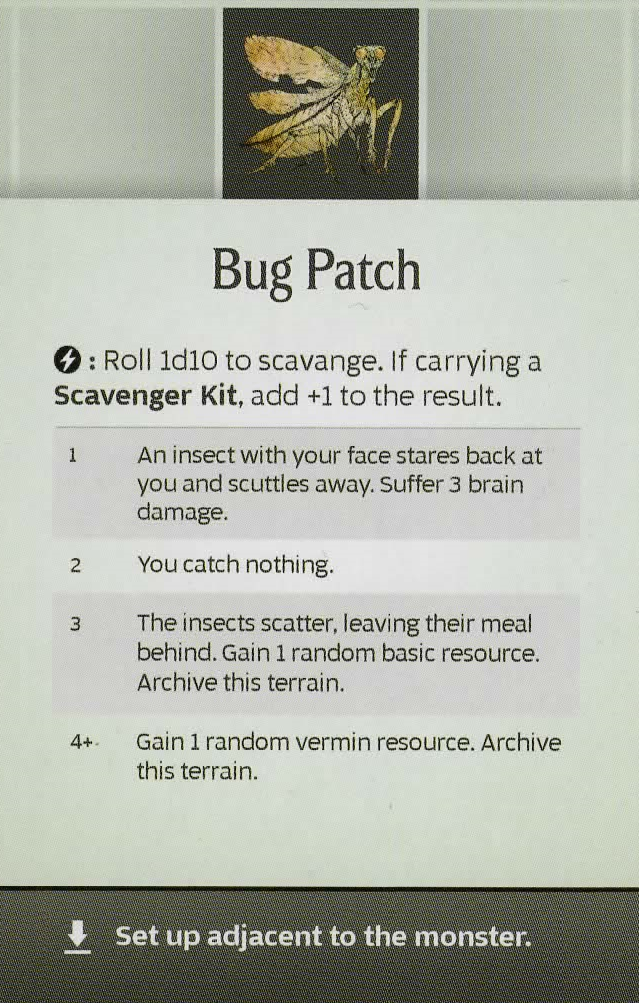 Bug Patch
: Roll 1d10 to scavange. If carrying a
Scavenger Kit, add +1 to the result.
1 An insect with your face stares back at
you and scuttles away. Suffer 3 brain
damage.
2 You catch nothing.
3 The insects scatter, leaving their meal
behind. Gain 1 random basic resource.
Archive this terrain.
4+ Gain 1 random vermin resource. Archive
this terrain.
Set up adjacent to the monster.